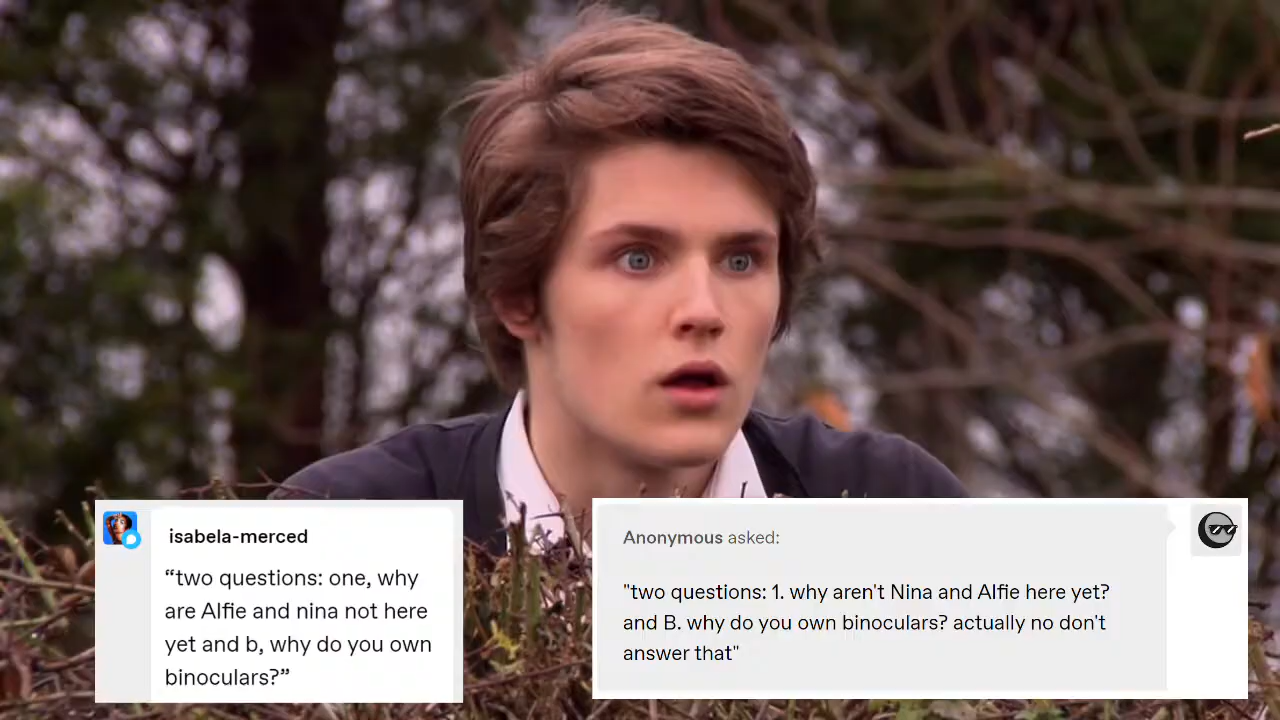 isabela-merced
“two questions: one, why
are Alfie and nina not here
yet and b, why do you own
binoculars?”
Anonymous asked:
"two questions: 1. why aren't Nina and Alfie here yet?
and B. why do you own binoculars? actually no don't
answer that"